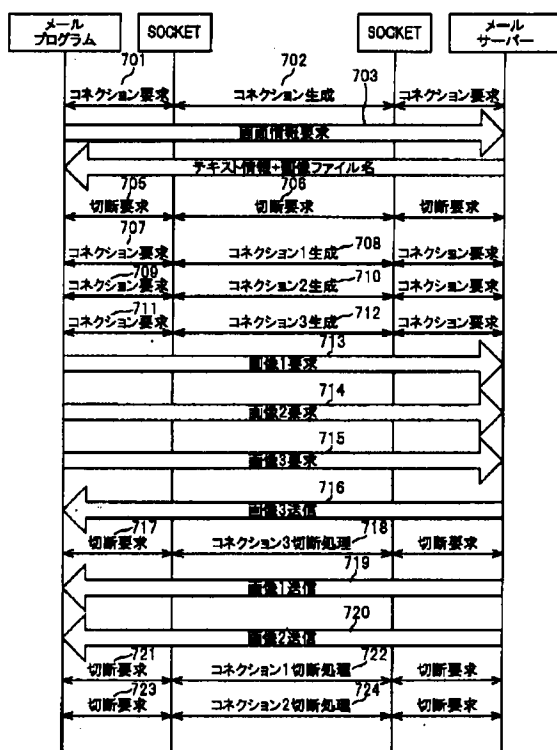 メール
プログラム
SOCKET
SOCKET
メール
サーバー
701
702
703
コネクション要求
コネクション生成
コネクション要求
画面情報要求
テキスト情報+画像ファイル名
705
706
切断要求
切断要求
切断要求
707
コネクション要求
コネクション1生成
708
コネクション要求
709
コネクション要求
コネクション2生成
710
コネクション要求
711
コネクション要求
コネクション3生成
712
コネクション要求
713
画像1要求
714
画像2要求
715
画像3要求
716
画像3送信
717
718
切断要求
コネクション3切断処理
切断要求
719
画像1送信
720
画像2送信
721
722
切断要求
コネクション1切断処理
切断要求
723
724
切断要求
コネクション2切断処理
切断要求